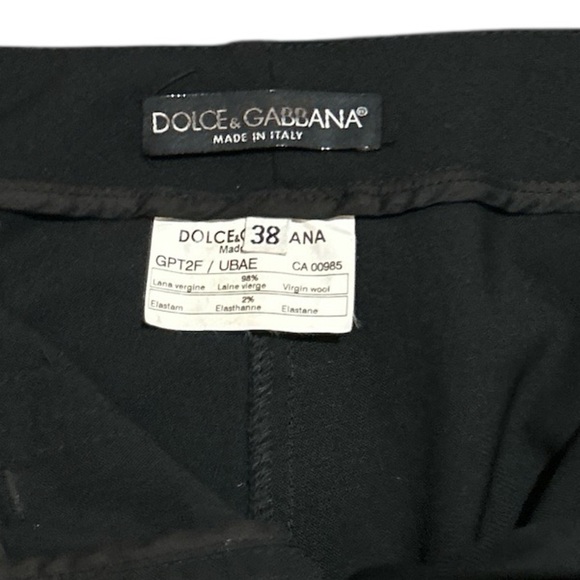 DOLCE & GABBANA®
MADE IN ITALY
DOLCE& 38 ANA
Made
GPT2F / UBAE CA 00985
98%
Lana vergine Laine vierge Virgin wool
2%
Elastam Elasthanne Elastane